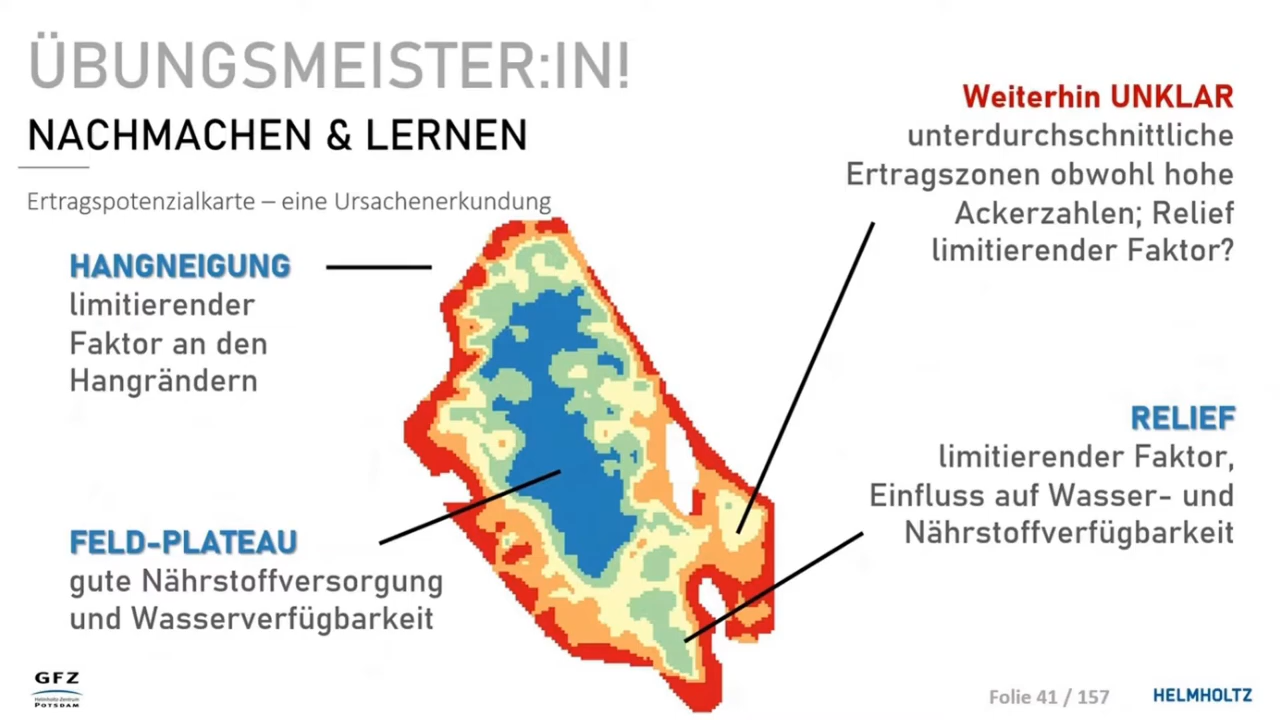 ÜBUNGSMEISTER:IN!
NACHMACHEN & LERNEN
Ertragspotenzialkarte – eine Ursachenerkundung
HANGNEIGUNG
limitierender
Faktor an den
Hangrändern
FELD-PLATEAU
gute Nährstoffversorgung
und Wasserverfügbarkeit
Weiterhin UNKLAR
unterdurchschnittliche
Ertragszonen obwohl hohe
Ackerzahlen; Relief
limitierender Faktor?
RELIEF
limitierender Faktor,
Einfluss auf Wasser- und
Nährstoffverfügbarkeit
GFZ
Helmholtz-Zentrum
POTSDAM
Folie 41 / 157
HELMHOLTZ